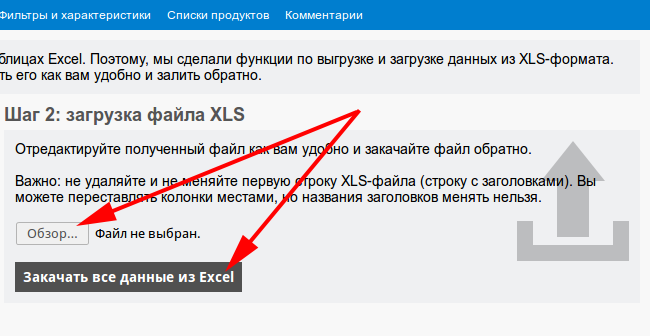 Фильтры и характеристики Списки продуктов Комментарии
блицах Excel. Поэтому, мы сделали функции по выгрузке и загрузке данных из XLS-формата.
ть его как вам удобно и залить обратно.
Шаг 2: загрузка файла XLS
Отредактируйте полученный файл как вам удобно и закачайте файл обратно.
Важно: не удаляйте и не меняйте первую строку XLS-файла (строку с заголовками). Вы
можете переставлять колонки местами, но названия заголовков менять нельзя.
Обзор... Файл не выбран.
Закачать все данные из Excel